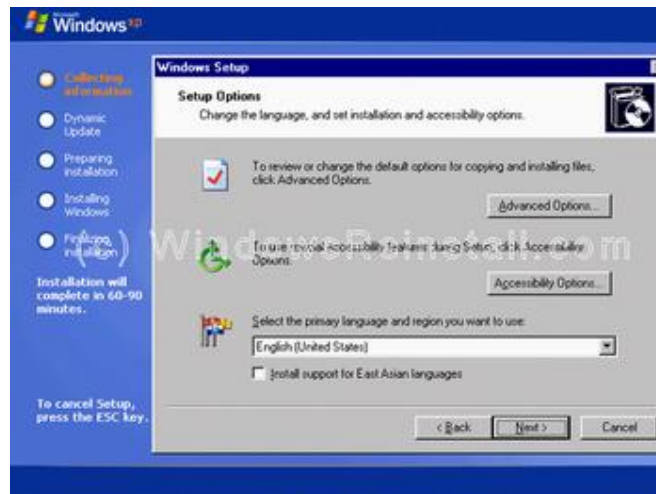 Microsoft
Windows xp
Collecting
information
Dynamic
Update
Preparing
installation
Installing
Windows
Finalizing
installation
Installation will
complete in 60-90
minutes.
To cancel Setup,
press the ESC key.
Windows Setup
Setup Options
Change the language, and set installation and accessibility options.
To review or change the default options for copying and installing files,
click Advanced Options.
Advanced Options...
To use special accessibility features during Setup, click Accessibility
Options.
Accessibility Options...
Select the primary language and region you want to use:
English (United States)
Install support for East Asian languages
< Back
Next >
Cancel
(c) WindowsReinstall.com